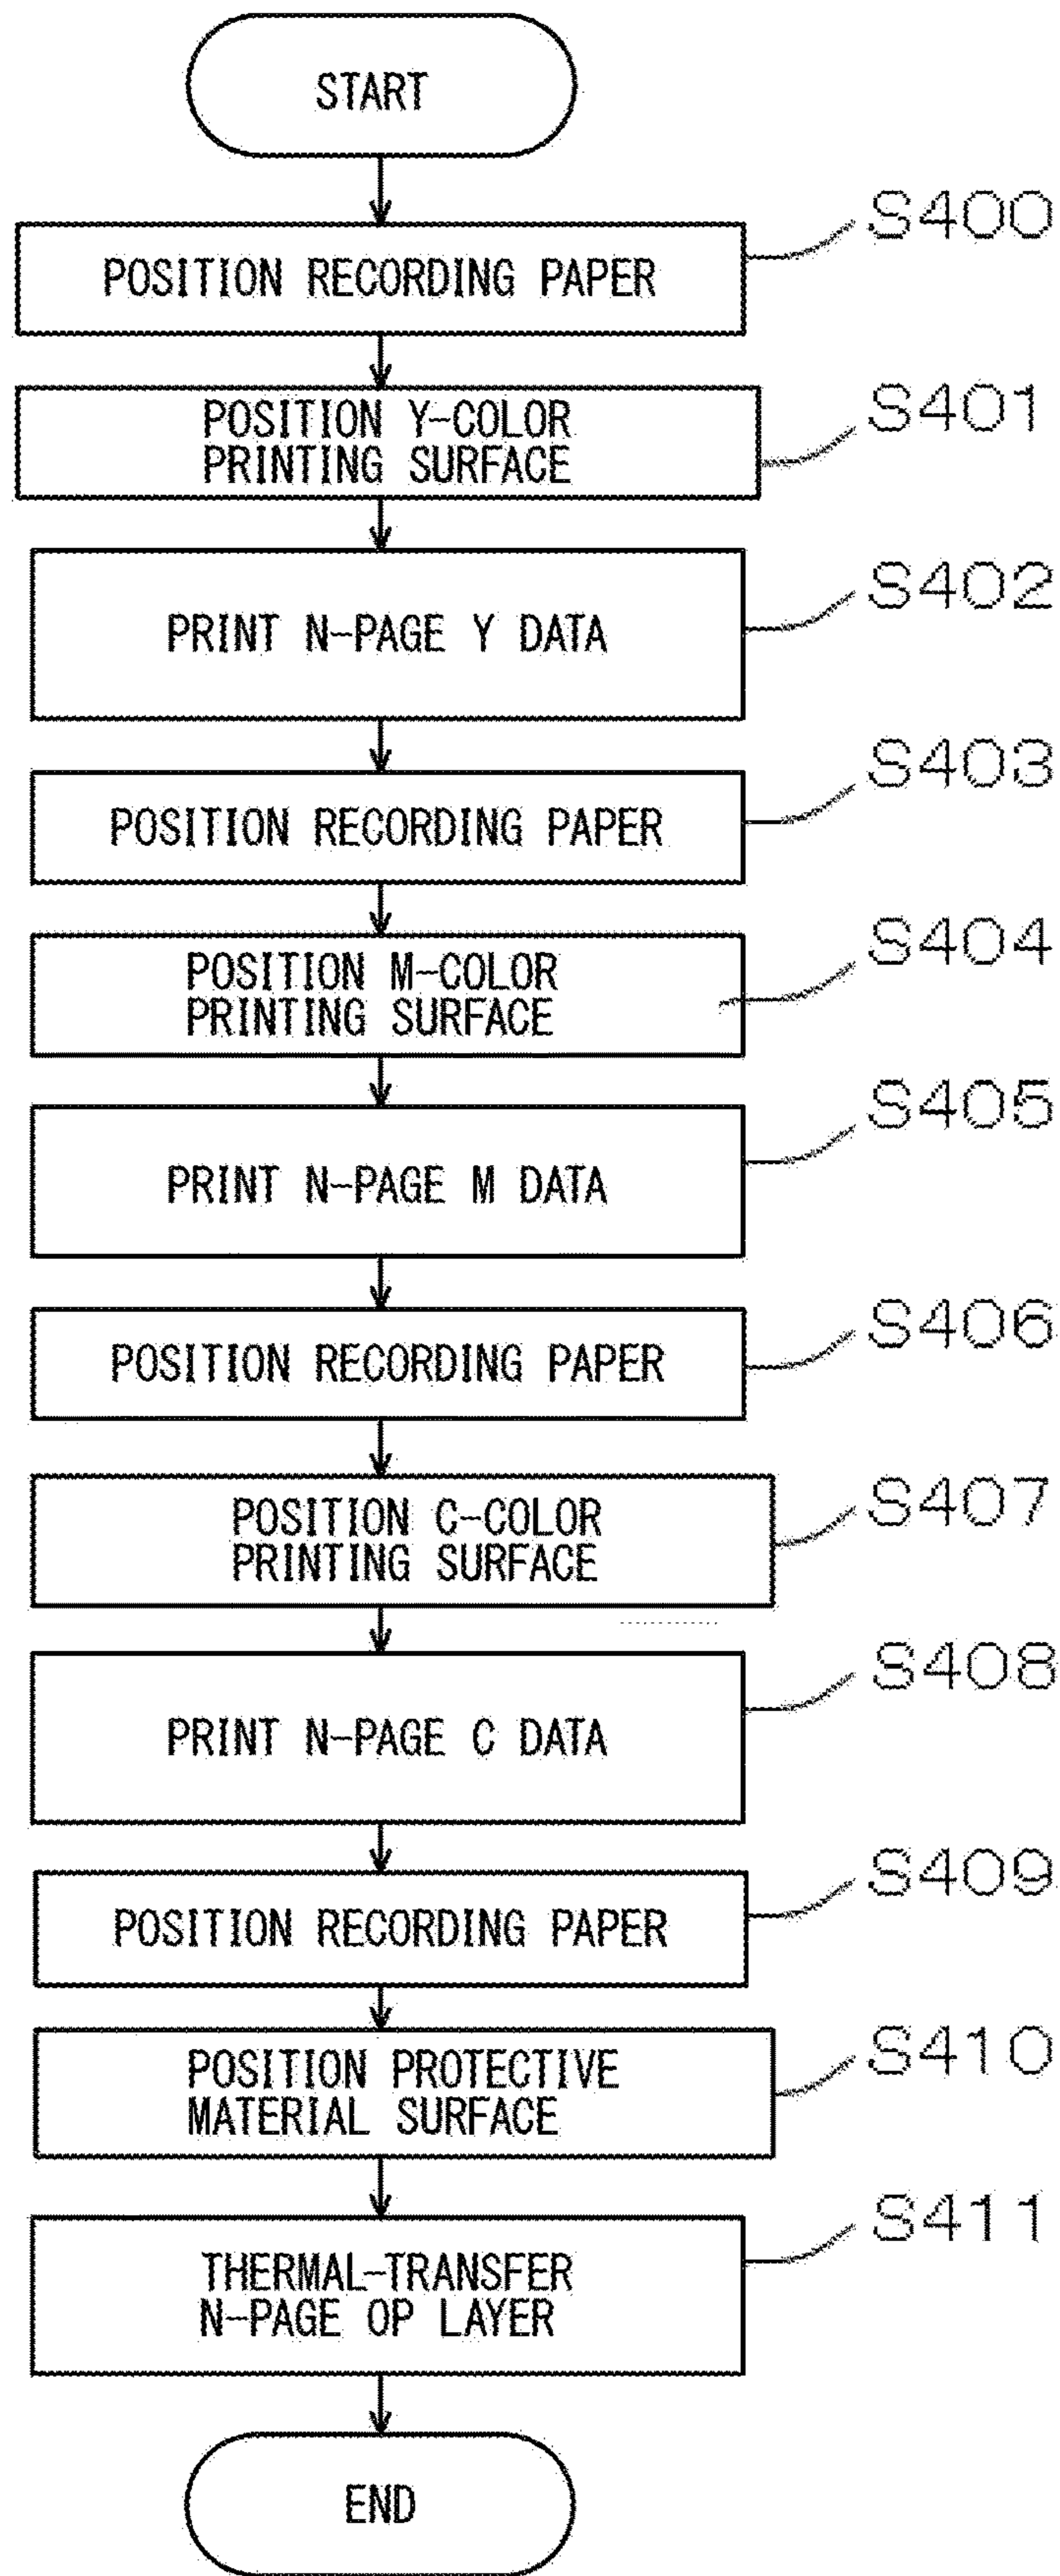 START
POSITION RECORDING PAPER
S400
POSITION Y-COLOR
PRINTING SURFACE
S401
PRINT N-PAGE Y DATA
S402
POSITION RECORDING PAPER
S403
POSITION M-COLOR
PRINTING SURFACE
S404
PRINT N-PAGE M DATA
S405
POSITION RECORDING PAPER
S406
POSITION C-COLOR
PRINTING SURFACE
S407
PRINT N-PAGE C DATA
S408
POSITION RECORDING PAPER
S409
POSITION PROTECTIVE
MATERIAL SURFACE
S410
THERMAL-TRANSFER
N-PAGE OP LAYER
S411
END